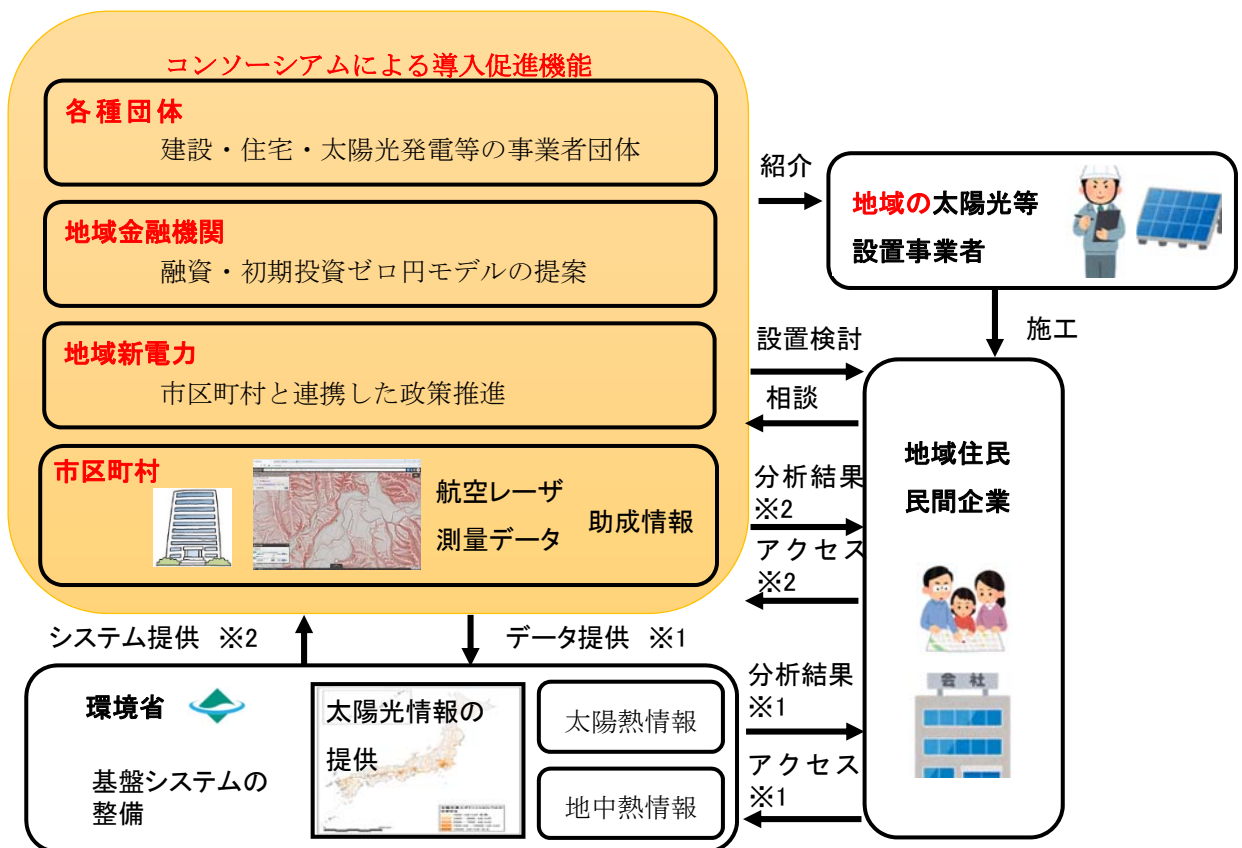 コンソーシアムによる導入促進機能
各種団体
建設・住宅・太陽光発電等の事業者団体
地域金融機関
融資・初期投資ゼロ円モデルの提案
地域新電力
市区町村と連携した政策推進
市区町村
航空レーザ
測量データ
助成情報
紹介
地域の太陽光等
設置事業者
施工
設置検討
相談
分析結果
※2
アクセス
※2
地域住民
民間企業
会社
システム提供 ※2
データ提供 ※1
環境省
基盤システムの
整備
太陽光情報の
提供
太陽熱情報
地中熱情報
分析結果
※1
アクセス
※1